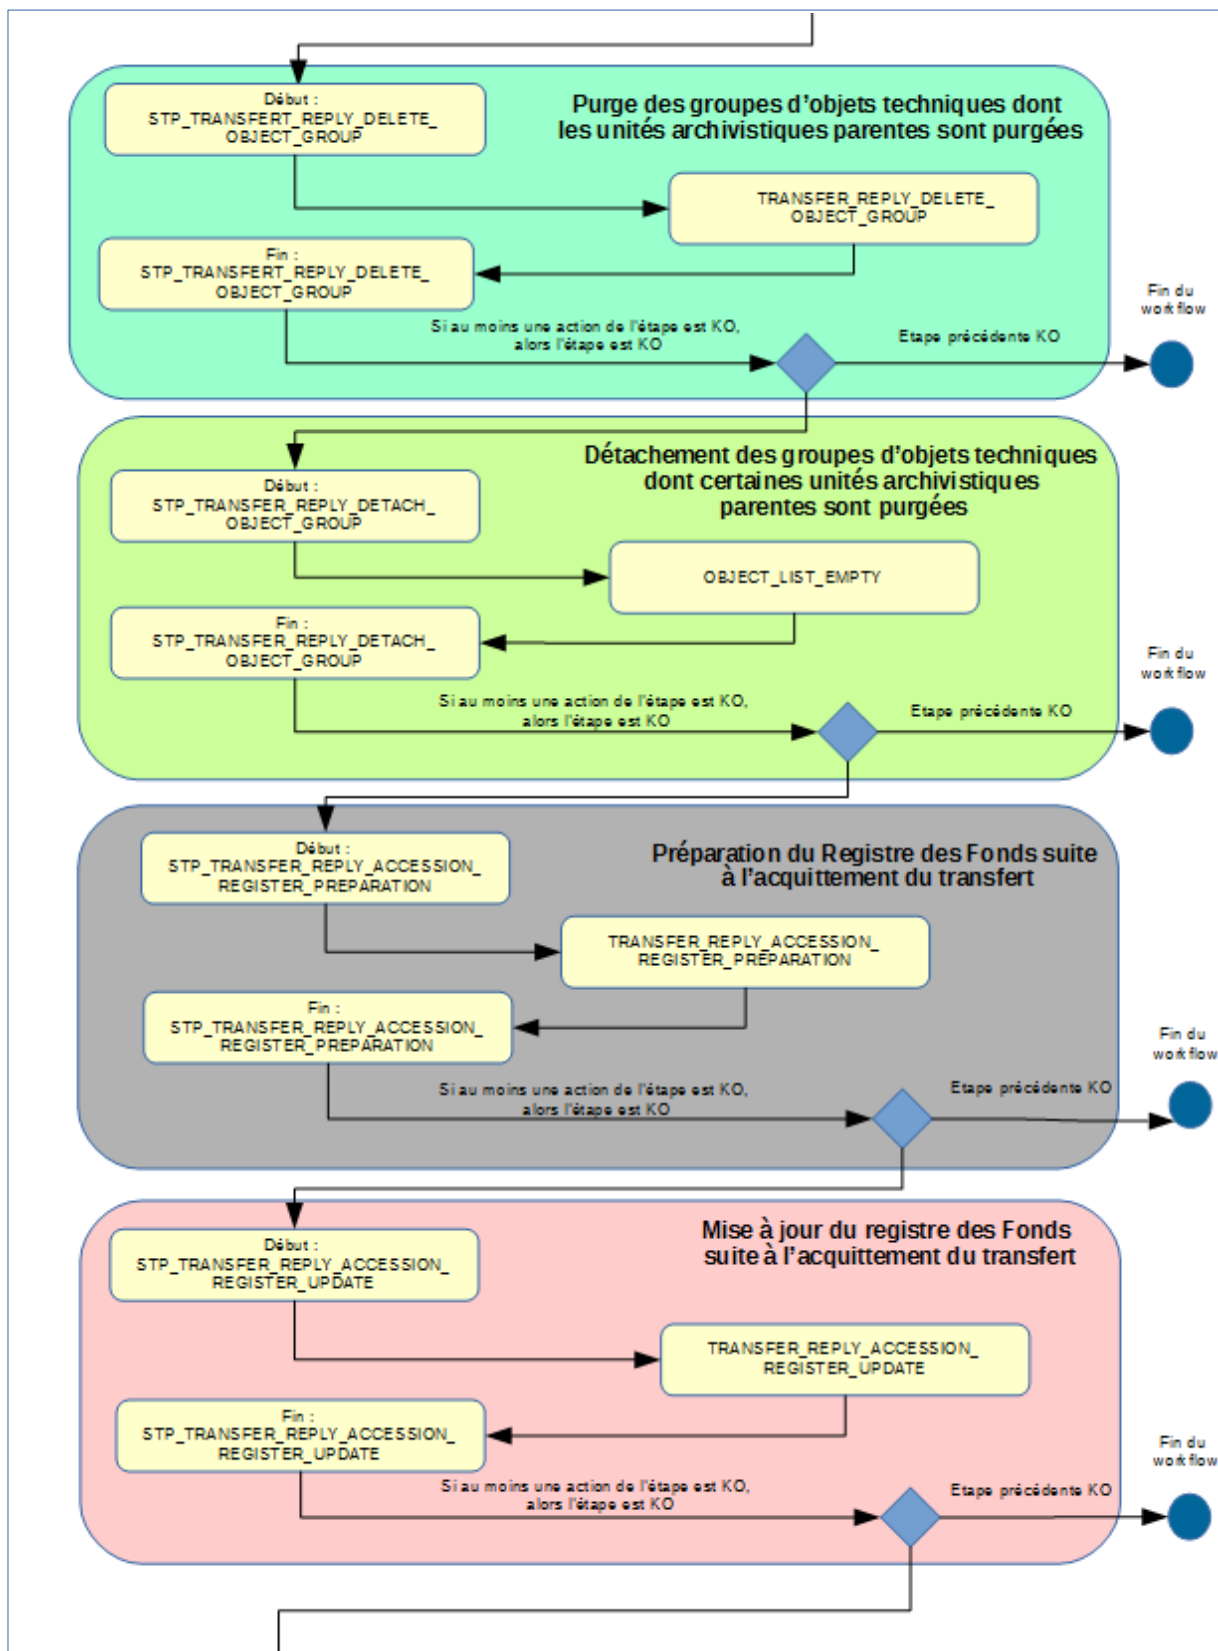 Début :
STP_TRANSFERT_REPLY_DELETE_
OBJECT_GROUP
Purge des groupes d'objets techniques dont
les unités archivistiques parentes sont purgées
TRANSFER_REPLY_DELETE_
OBJECT_GROUP
Fin :
STP_TRANSFERT_REPLY_DELETE_
OBJECT_GROUP
Si au moins une action de l'étape est KO,
alors l'étape est KO
Etape précédente KO
Fin du
workflow
Détachement des groupes d'objets techniques
dont certaines unités archivistiques
parentes sont purgées
Début :
STP_TRANSFER_REPLY_DETACH_
OBJECT_GROUP
OBJECT_LIST_EMPTY
Fin :
STP_TRANSFER_REPLY_DETACH_
OBJECT_GROUP
Si au moins une action de l'étape est KO,
alors l'étape est KO
Etape précédente KO
Fin du
workflow
Début :
STP_TRANSFER_REPLY_ACCESSION_
REGISTER_PREPARATION
Préparation du Registre des Fonds suite
à l'acquittement du transfert
TRANSFER_REPLY_ACCESSION_
REGISTER_PREPARATION
Fin :
STP_TRANSFER_REPLY_ACCESSION_
REGISTER_PREPARATION
Si au moins une action de l'étape est KO,
alors l'étape est KO
Etape précédente KO
Fin du
workflow
Mise à jour du registre des Fonds
suite à l'acquittement du transfert
Début :
STP_TRANSFER_REPLY_ACCESSION_
REGISTER_UPDATE
TRANSFER_REPLY_ACCESSION_
REGISTER_UPDATE
Fin :
STP_TRANSFER_REPLY_ACCESSION_
REGISTER_UPDATE
Si au moins une action de l'étape est KO,
alors l'étape est KO
Etape précédente KO
Fin du
workflow